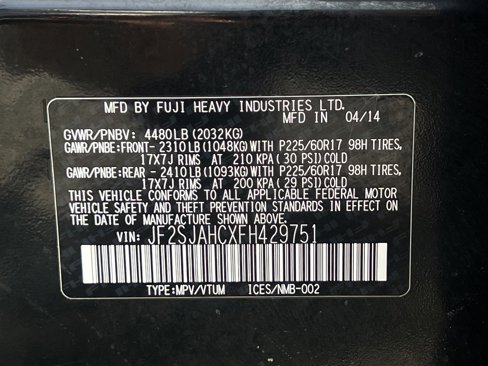 MFD BY FUJI HEAVY INDUSTRIES LTD.
MFD IN 04/14
GVWR/PNBV: 4480LB (2032KG)
GAWR/PNBE:FRONT- 2310LB (1048KG) WITH P225/60R17 98H TIRES,
17X7J RIMS AT 210 KPA (30 PSI) COLD
GAWR/PNBE:REAR - 2410LB (1093KG) WITH P225/60R17 98H TIRES,
17X7J RIMS AT 200 KPA (29 PSI) COLD
THIS VEHICLE CONFORMS TO ALL APPLICABLE FEDERAL MOTOR
VEHICLE SAFETY AND THEFT PREVENTION STANDARDS IN EFFECT ON
THE DATE OF MANUFACTURE SHOWN ABOVE.
VIN: JF2SJAHCXFH429751
TYPE:MPV/VTUM ICES/NMB-002